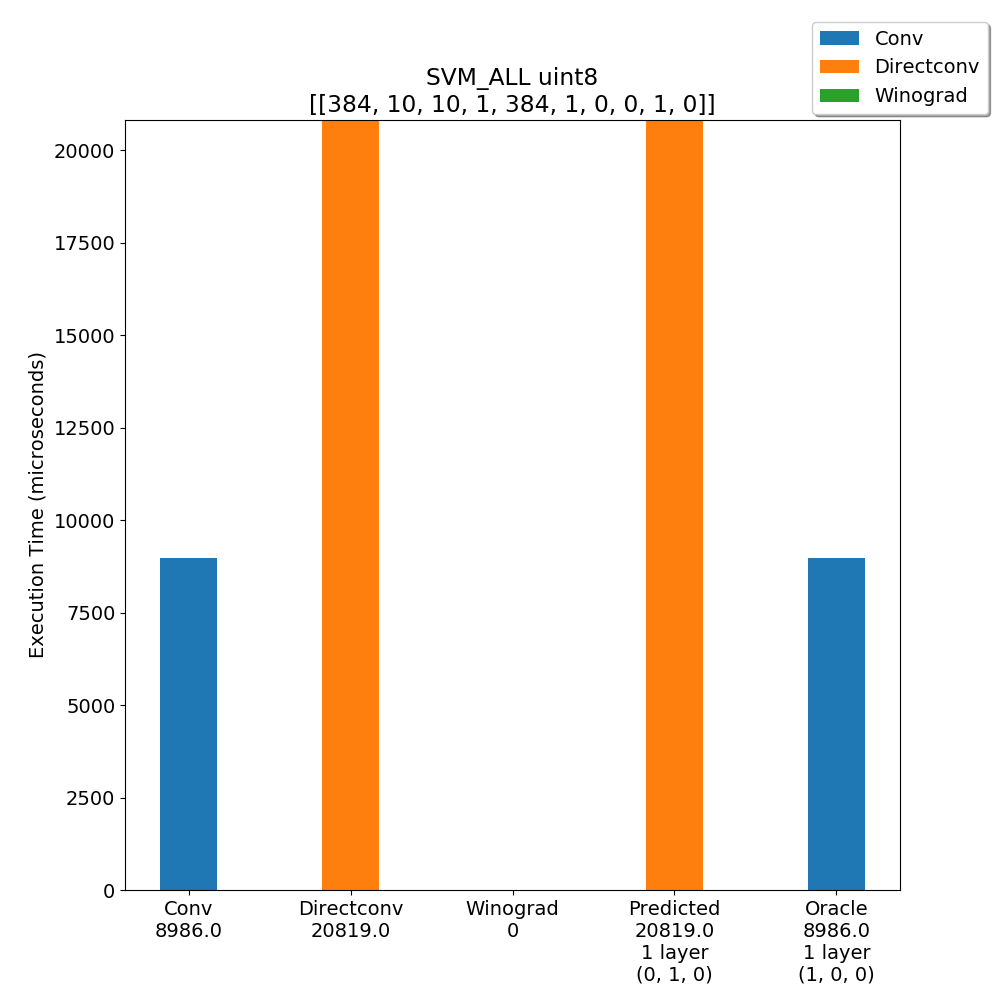 Conv
Directconv
Winograd
SVM_ALL uint8
[[384, 10, 10, 1, 384, 1, 0, 0, 1, 0]]
Execution Time (microseconds)
20000
17500
15000
12500
10000
7500
5000
2500
0
Conv
8986.0
Directconv
20819.0
Winograd
0
Predicted
20819.0
1 layer
(0, 1, 0)
Oracle
8986.0
1 layer
(1, 0, 0)